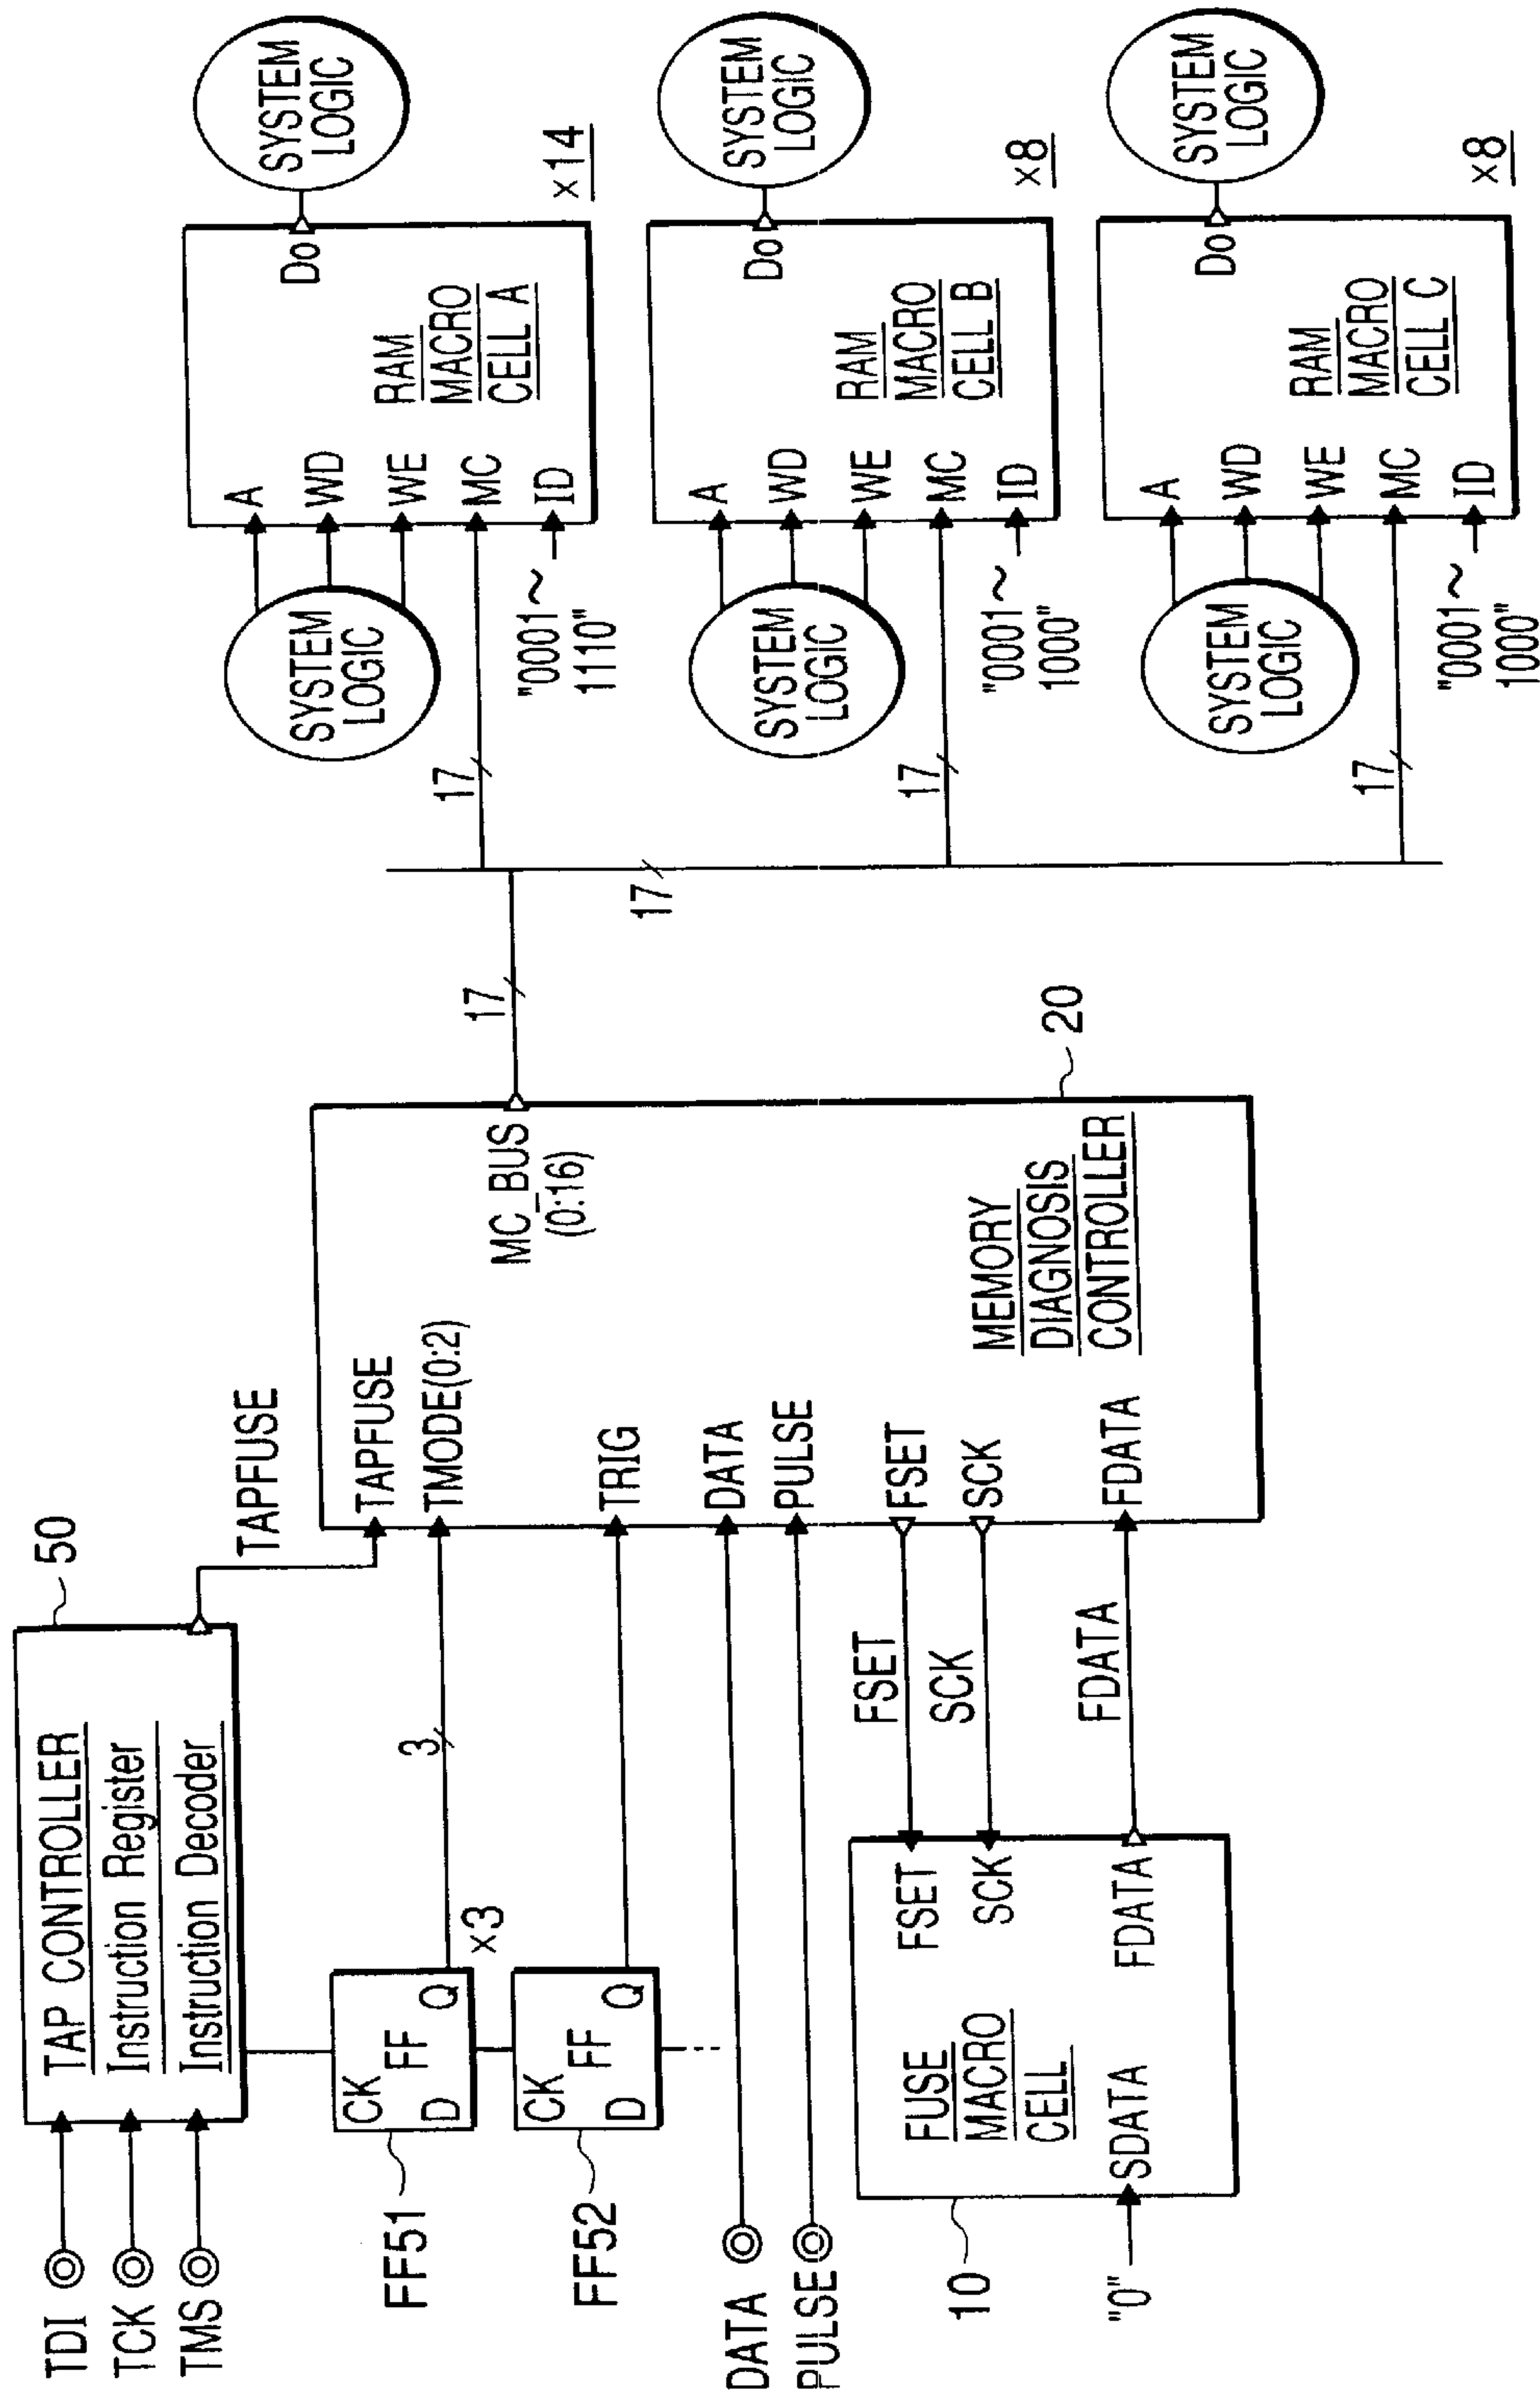 TDI
TCK
TMS
TAP CONTROLLER
Instruction Register
Instruction Decoder
50
TAPFUSE
CK
FF
D
Q
×3
FF51
CK
FF
D
Q
FF52
3
DATA
PULSE
TAPFUSE
TMODE(0:2)
TRIG
DATA
PULSE
FSET
SCK
FDATA
MC_BUS
(0:16)
MEMORY
DIAGNOSIS
CONTROLLER
20
FSET
SCK
FDATA
FSET
SCK
FDATA
FUSE
MACRO
CELL
SDATA
10
"0"
17
17
17
SYSTEM
LOGIC
A
WD
WE
MC
ID
"0001~
1110"
RAM
MACRO
CELL A
Do
SYSTEM
LOGIC
×14
17
SYSTEM
LOGIC
A
WD
WE
MC
ID
"0001~
1000"
RAM
MACRO
CELL B
Do
SYSTEM
LOGIC
×8
17
SYSTEM
LOGIC
A
WD
WE
MC
ID
"0001~
1000"
RAM
MACRO
CELL C
Do
SYSTEM
LOGIC
×8